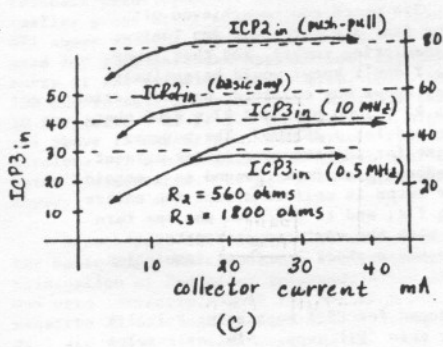 ICP2in (push-pull)
80
ICP2in (basic amp)
60
50
ICP3in (10 MHz)
40
40
30
ICP3in (0.5 MHz)
20
20
10
R2 = 560 ohms
R3 = 1800 ohms
0
ICP3in
10
20
30
40
collector current mA
(C)